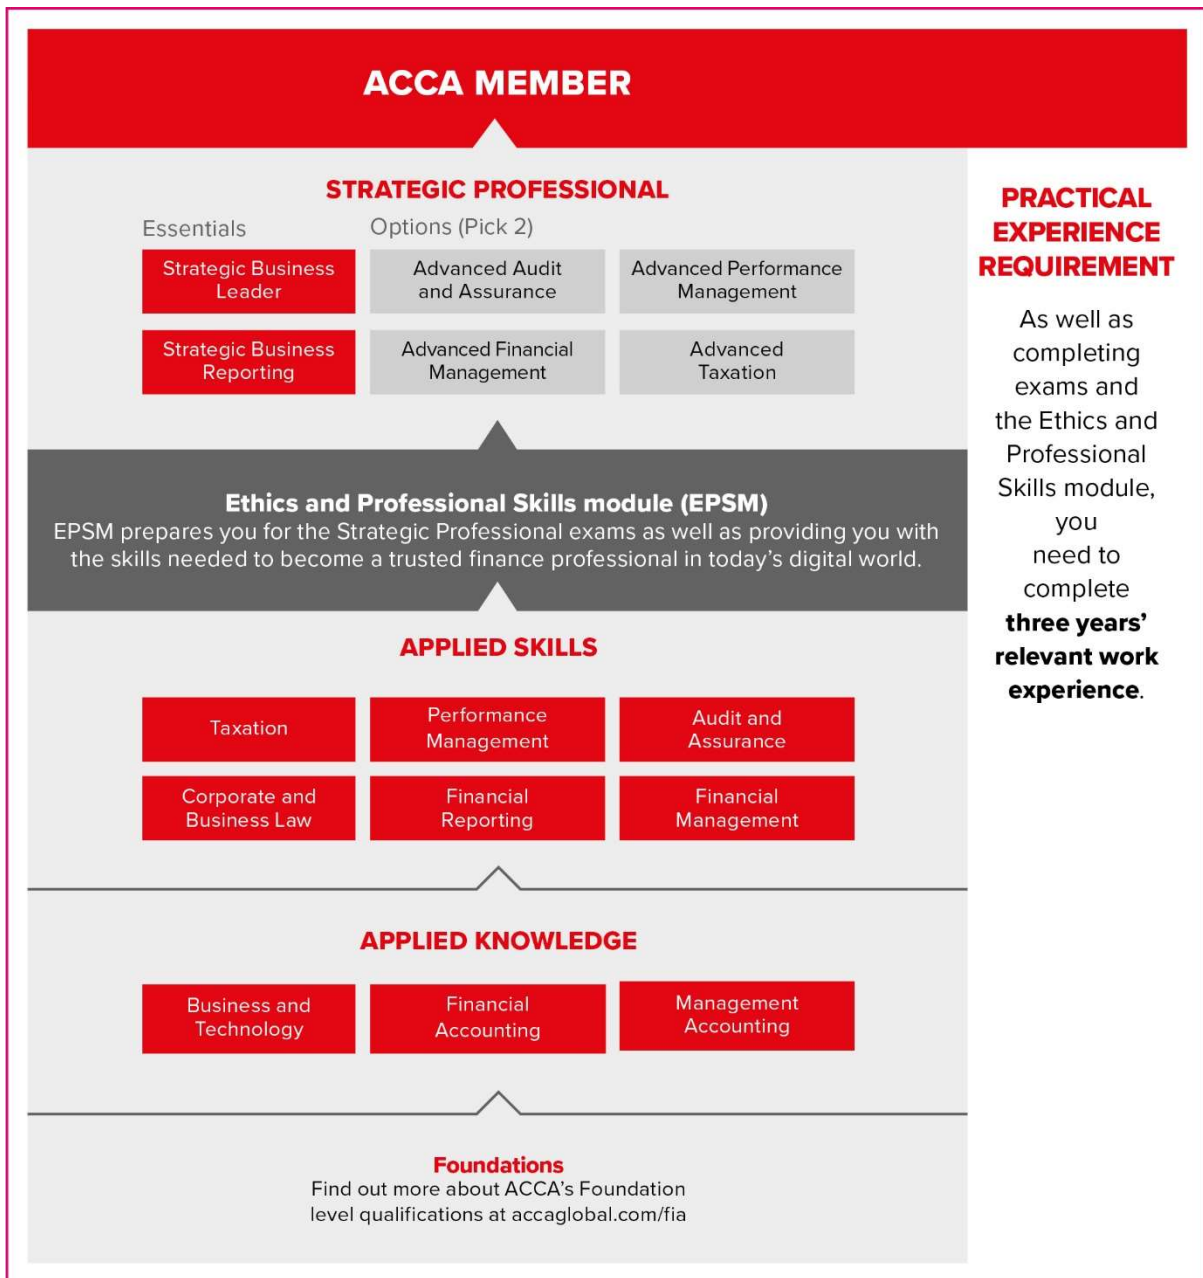 ACCA MEMBER
STRATEGIC PROFESSIONAL
Essentials
Options (Pick 2)
Strategic Business
Leader
Advanced Audit
and Assurance
Advanced Performance
Management
Strategic Business
Reporting
Advanced Financial
Management
Advanced
Taxation
Ethics and Professional Skills module (EPSM)
EPSM prepares you for the Strategic Professional exams as well as providing you with
the skills needed to become a trusted finance professional in today’s digital world.
APPLIED SKILLS
Taxation
Performance
Management
Audit and
Assurance
Corporate and
Business Law
Financial
Reporting
Financial
Management
APPLIED KNOWLEDGE
Business and
Technology
Financial
Accounting
Management
Accounting
Foundations
Find out more about ACCA’s Foundation
level qualifications at accaglobal.com/fia
PRACTICAL
EXPERIENCE
REQUIREMENT
As well as
completing
exams and
the Ethics and
Professional
Skills module,
you
need to
complete
three years’
relevant work
experience.